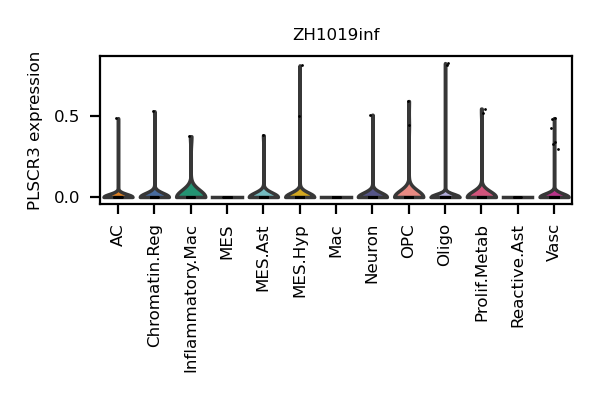 ZH1019inf
PLSCR3 expression
0.5
0.0
AC
Chromatin.Reg
Inflammatory.Mac
MES
MES.Ast
MES.Hyp
Mac
Neuron
OPC
Oligo
Prolif.Metab
Reactive.Ast
Vasc